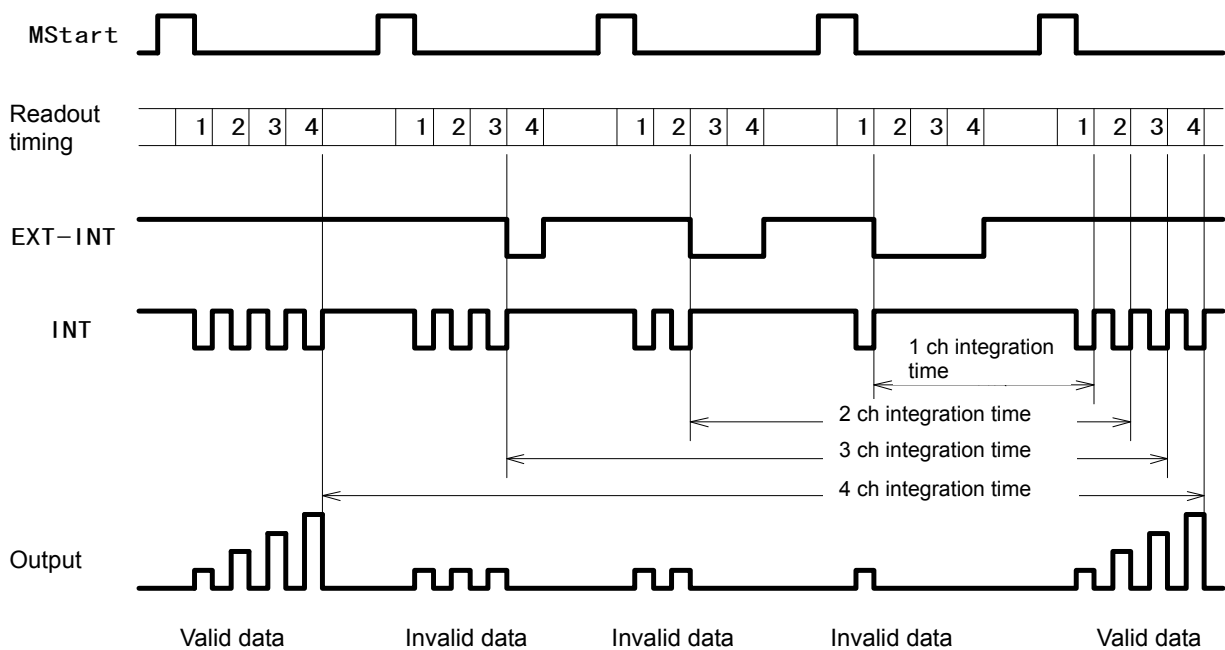 MStart
Readout
timing
1 2 3 4 1 2 3 4 1 2 3 4 1 2 3 4 1 2 3 4
EXT-INT
INT
1 ch integration
time
2 ch integration time
3 ch integration time
4 ch integration time
Output
Valid data Invalid data Invalid data Invalid data Valid data